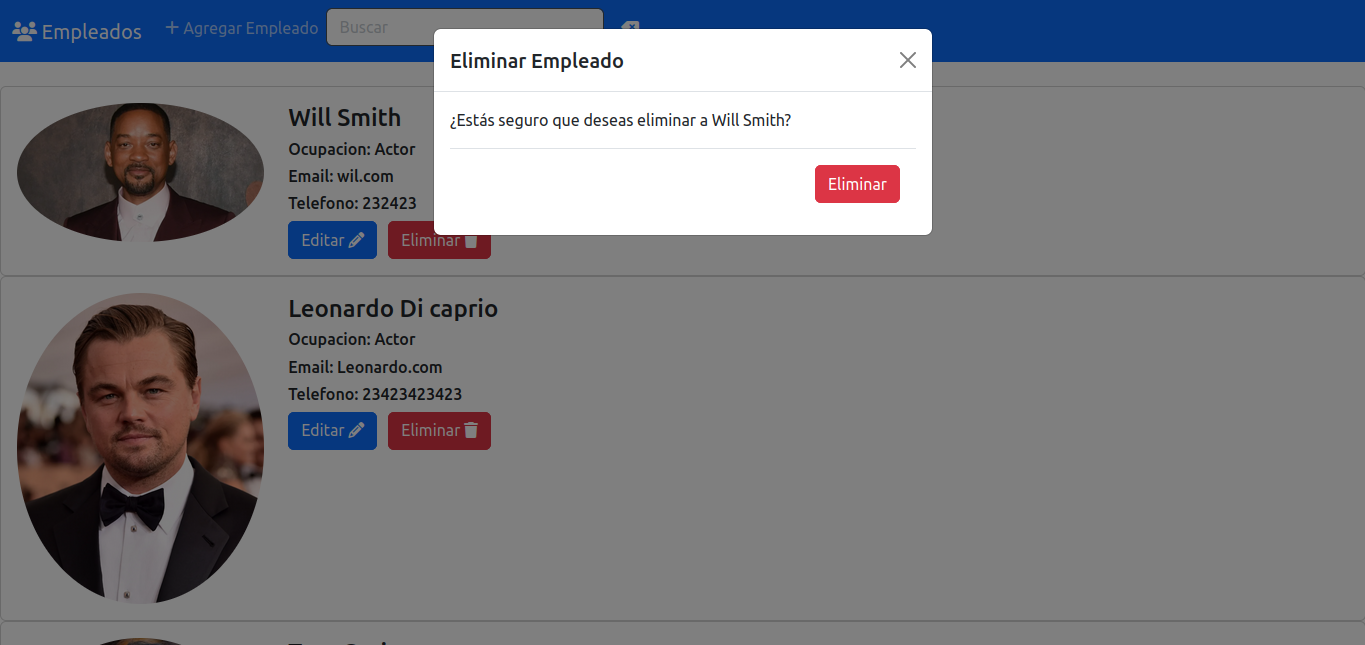 Empleados
Agregar Empleado
Buscar
Eliminar Empleado
¿Estás seguro que deseas eliminar a Will Smith?
Eliminar
Will Smith
Ocupacion: Actor
Email: wil.com
Telefono: 232423
Editar
Eliminar
Leonardo Di caprio
Ocupacion: Actor
Email: Leonardo.com
Telefono: 23423423423
Editar
Eliminar